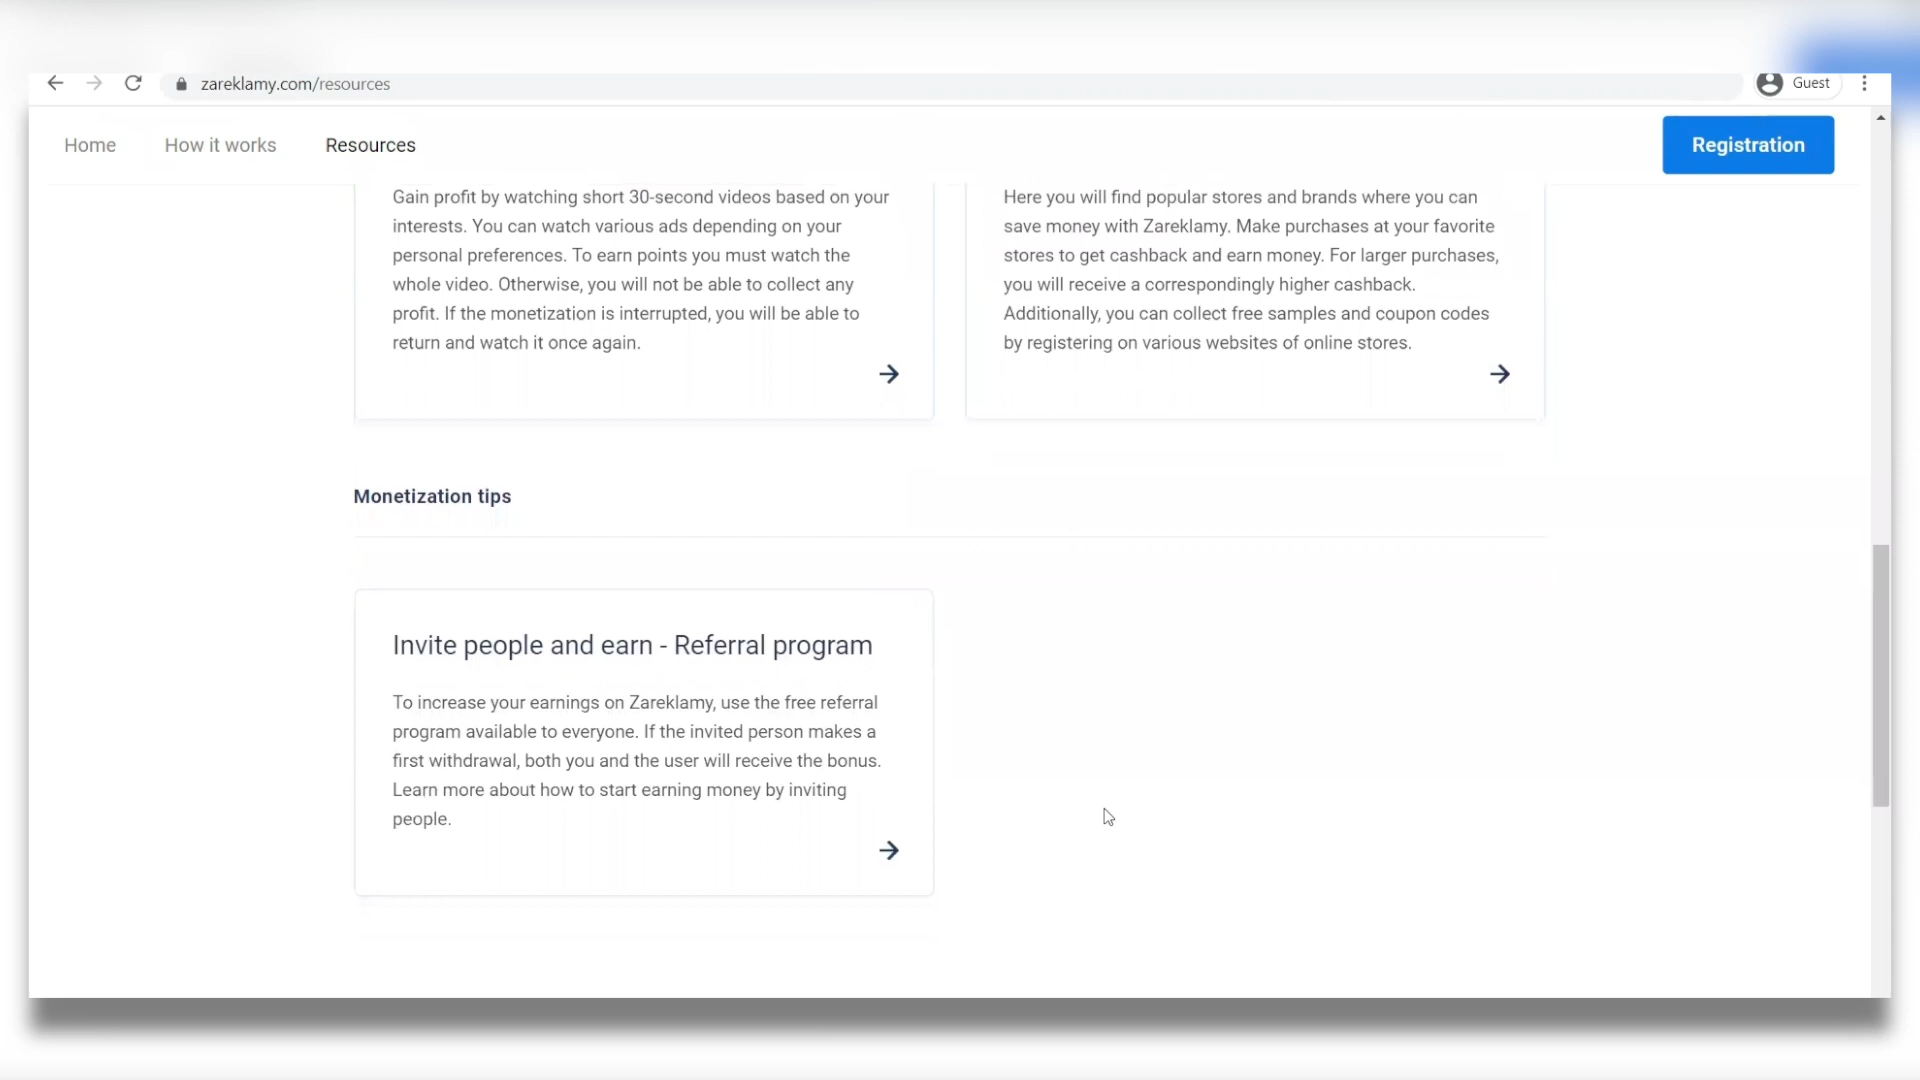 zareklamy.com/resources
Guest
Home
How it works
Resources
Registration
Gain profit by watching short 30-second videos based on your
interests. You can watch various ads depending on your
personal preferences. To earn points you must watch the
whole video. Otherwise, you will not be able to collect any
profit. If the monetization is interrupted, you will be able to
return and watch it once again.
Here you will find popular stores and brands where you can
save money with Zareklamy. Make purchases at your favorite
stores to get cashback and earn money. For larger purchases,
you will receive a correspondingly higher cashback.
Additionally, you can collect free samples and coupon codes
by registering on various websites of online stores.
Monetization tips
Invite people and earn - Referral program
To increase your earnings on Zareklamy, use the free referral
program available to everyone. If the invited person makes a
first withdrawal, both you and the user will receive the bonus.
Learn more about how to start earning money by inviting
people.